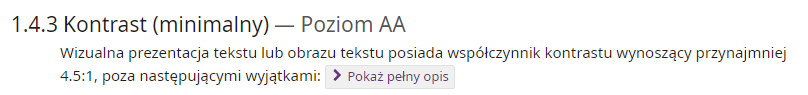 1.4.3 Kontrast (minimalny) — Poziom AA
Wizualna prezentacja tekstu lub obrazu tekstu posiada współczynnik kontrastu wynoszący przynajmniej
4.5:1, poza następującymi wyjątkami: Pokaż pełny opis